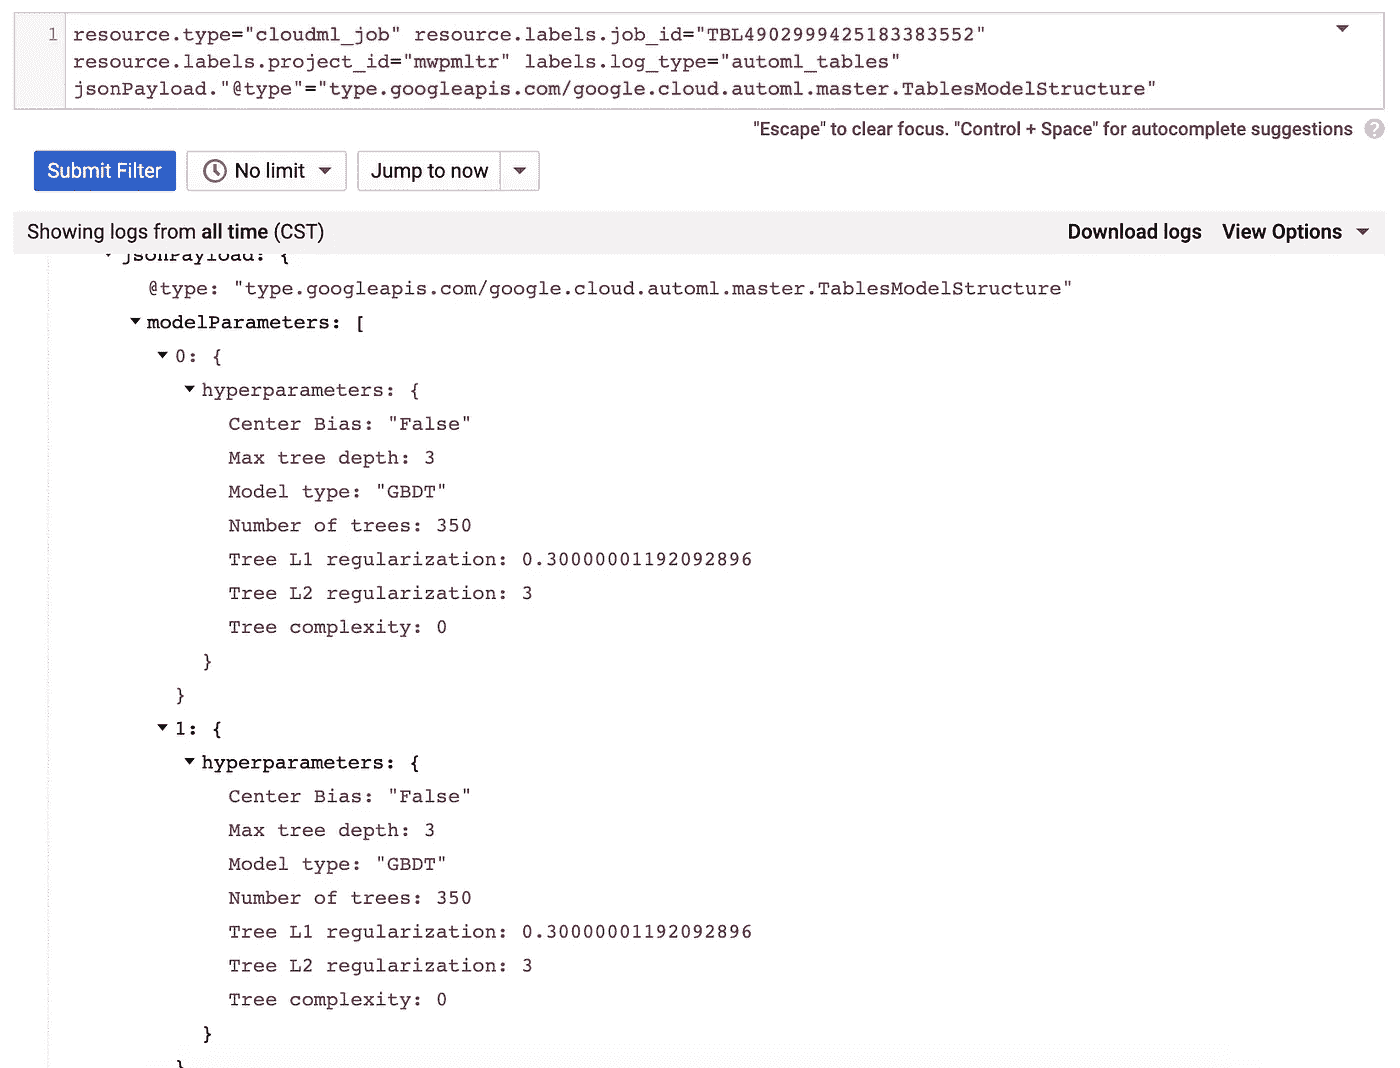 1 resource.type="cloudml_job" resource.labels.job_id="TBL4902999425183383552"
resource.labels.project_id="mwpmltr" labels.log_type="automl_tables"
jsonPayload."@type"="type.googleapis.com/google.cloud.automl.master.TablesModelStructure"
"Escape" to clear focus. "Control + Space" for autocomplete suggestions ?
Submit Filter No limit Jump to now
Showing logs from all time (CST) Download logs View Options
jsonPayload: {
@type: "type.googleapis.com/google.cloud.automl.master.TablesModelStructure"
modelParameters: [
0: {
hyperparameters: {
Center Bias: "False"
Max tree depth: 3
Model type: "GBDT"
Number of trees: 350
Tree L1 regularization: 0.30000001192092896
Tree L2 regularization: 3
Tree complexity: 0
}
}
1: {
hyperparameters: {
Center Bias: "False"
Max tree depth: 3
Model type: "GBDT"
Number of trees: 350
Tree L1 regularization: 0.30000001192092896
Tree L2 regularization: 3
Tree complexity: 0
}
}